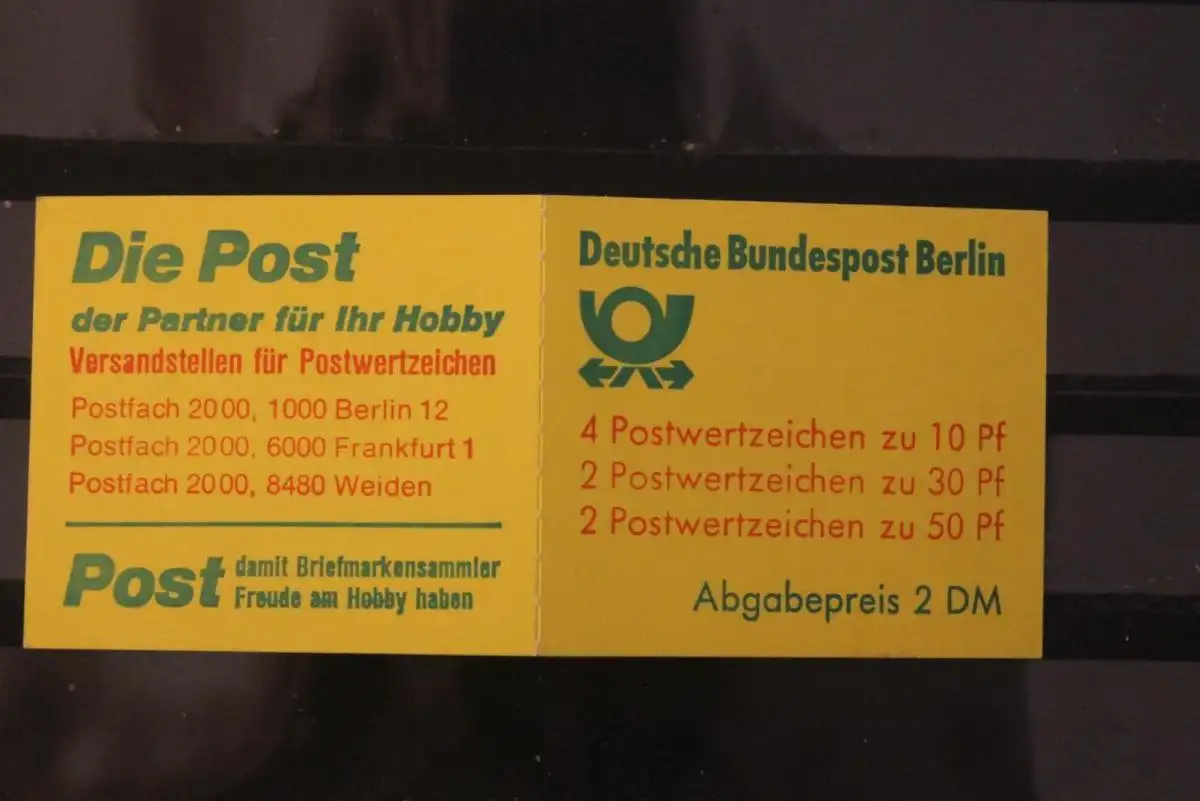 Die Post
der Partner für Ihr Hobby
Versandstellen für Postwertzeichen
Postfach 2000, 1000 Berlin 12
Postfach 2000, 6000 Frankfurt 1
Postfach 2000, 8480 Weiden
Post damit Briefmarkensammler
Freude am Hobby haben
Deutsche Bundespost Berlin
4 Postwertzeichen zu 10 Pf
2 Postwertzeichen zu 30 Pf
2 Postwertzeichen zu 50 Pf
Abgabepreis 2 DM